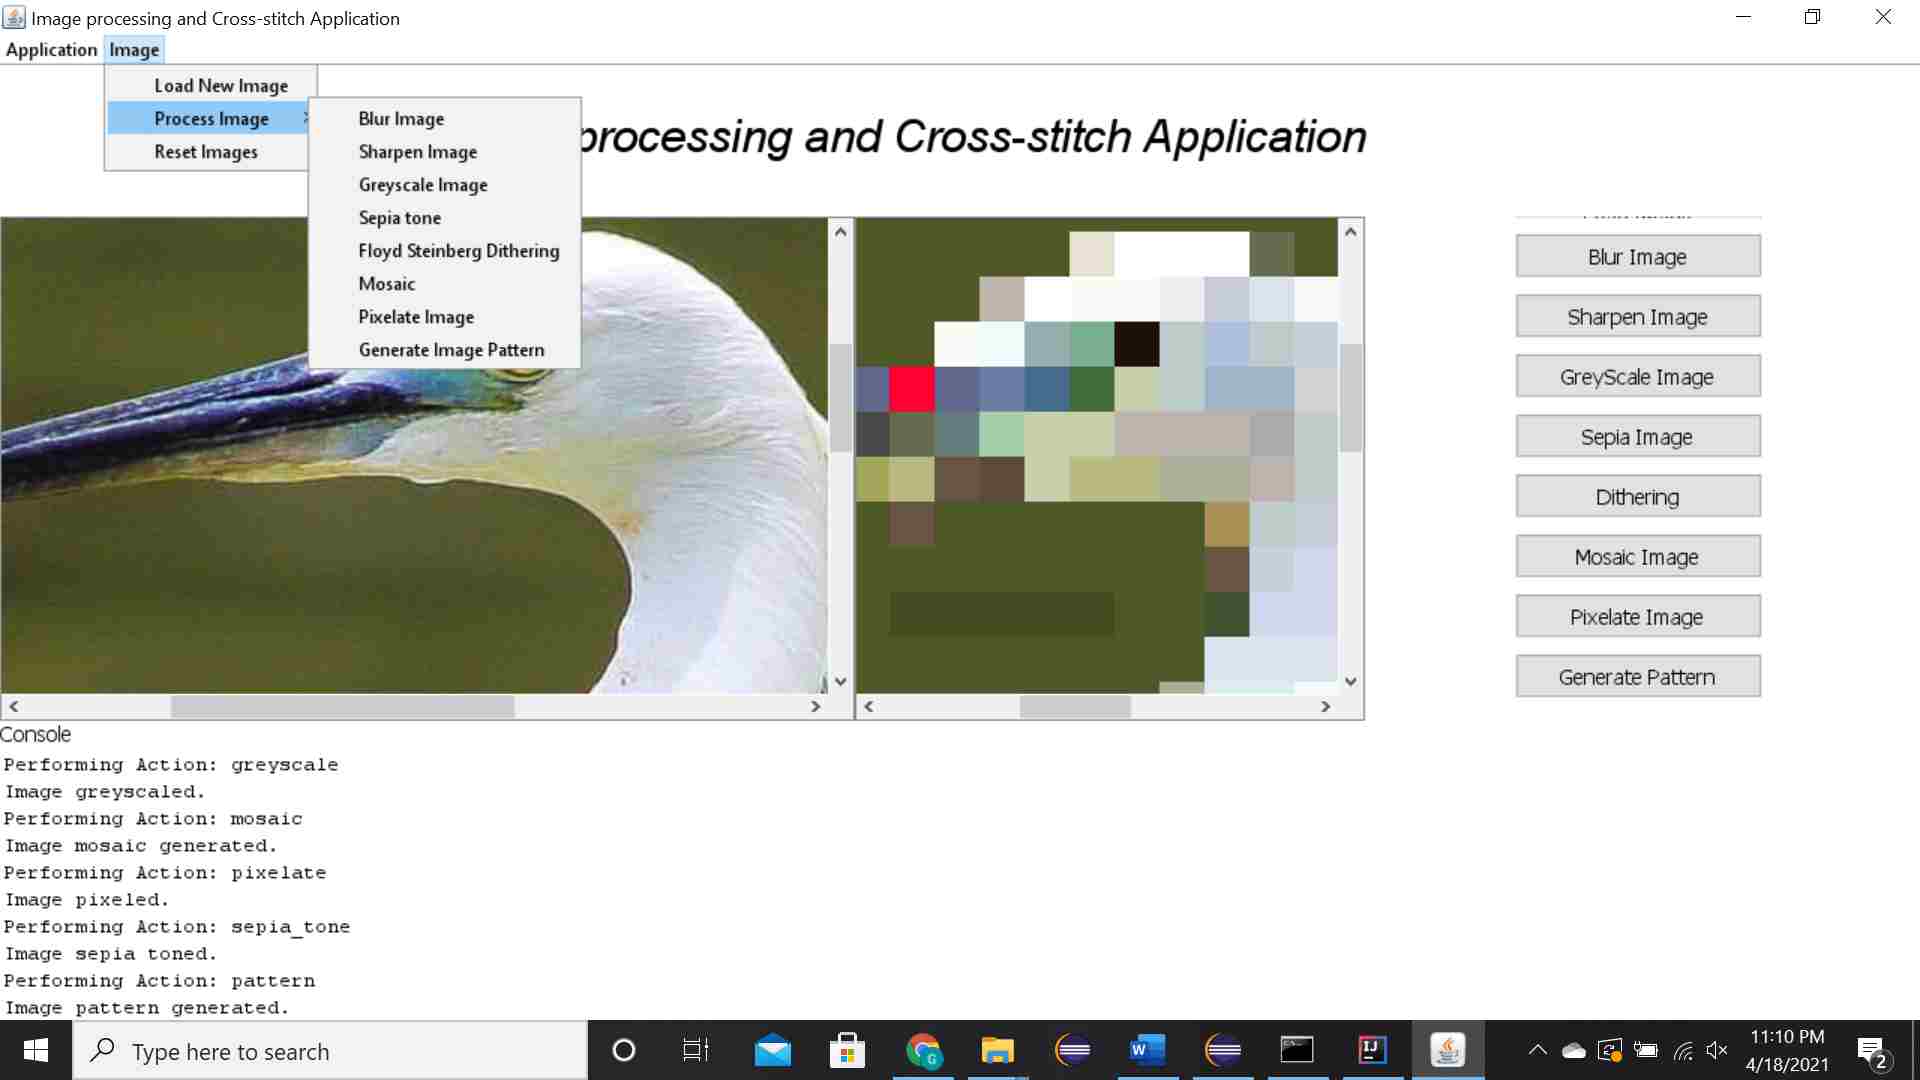 Image processing and Cross-stitch Application
Application Image
Load New Image
Process Image
Reset Images
Blur Image
Sharpen Image
Greyscale Image
Sepia tone
Floyd Steinberg Dithering
Mosaic
Pixelate Image
Generate Image Pattern
processing and Cross-stitch Application
Blur Image
Sharpen Image
GreyScale Image
Sepia Image
Dithering
Mosaic Image
Pixelate Image
Generate Pattern
Console
Performing Action: greyscale
Image greyscaled.
Performing Action: mosaic
Image mosaic generated.
Performing Action: pixelate
Image pixeled.
Performing Action: sepia_tone
Image sepia toned.
Performing Action: pattern
Image pattern generated.
Type here to search
G
W
IJ
11:10 PM
4/18/2021
2